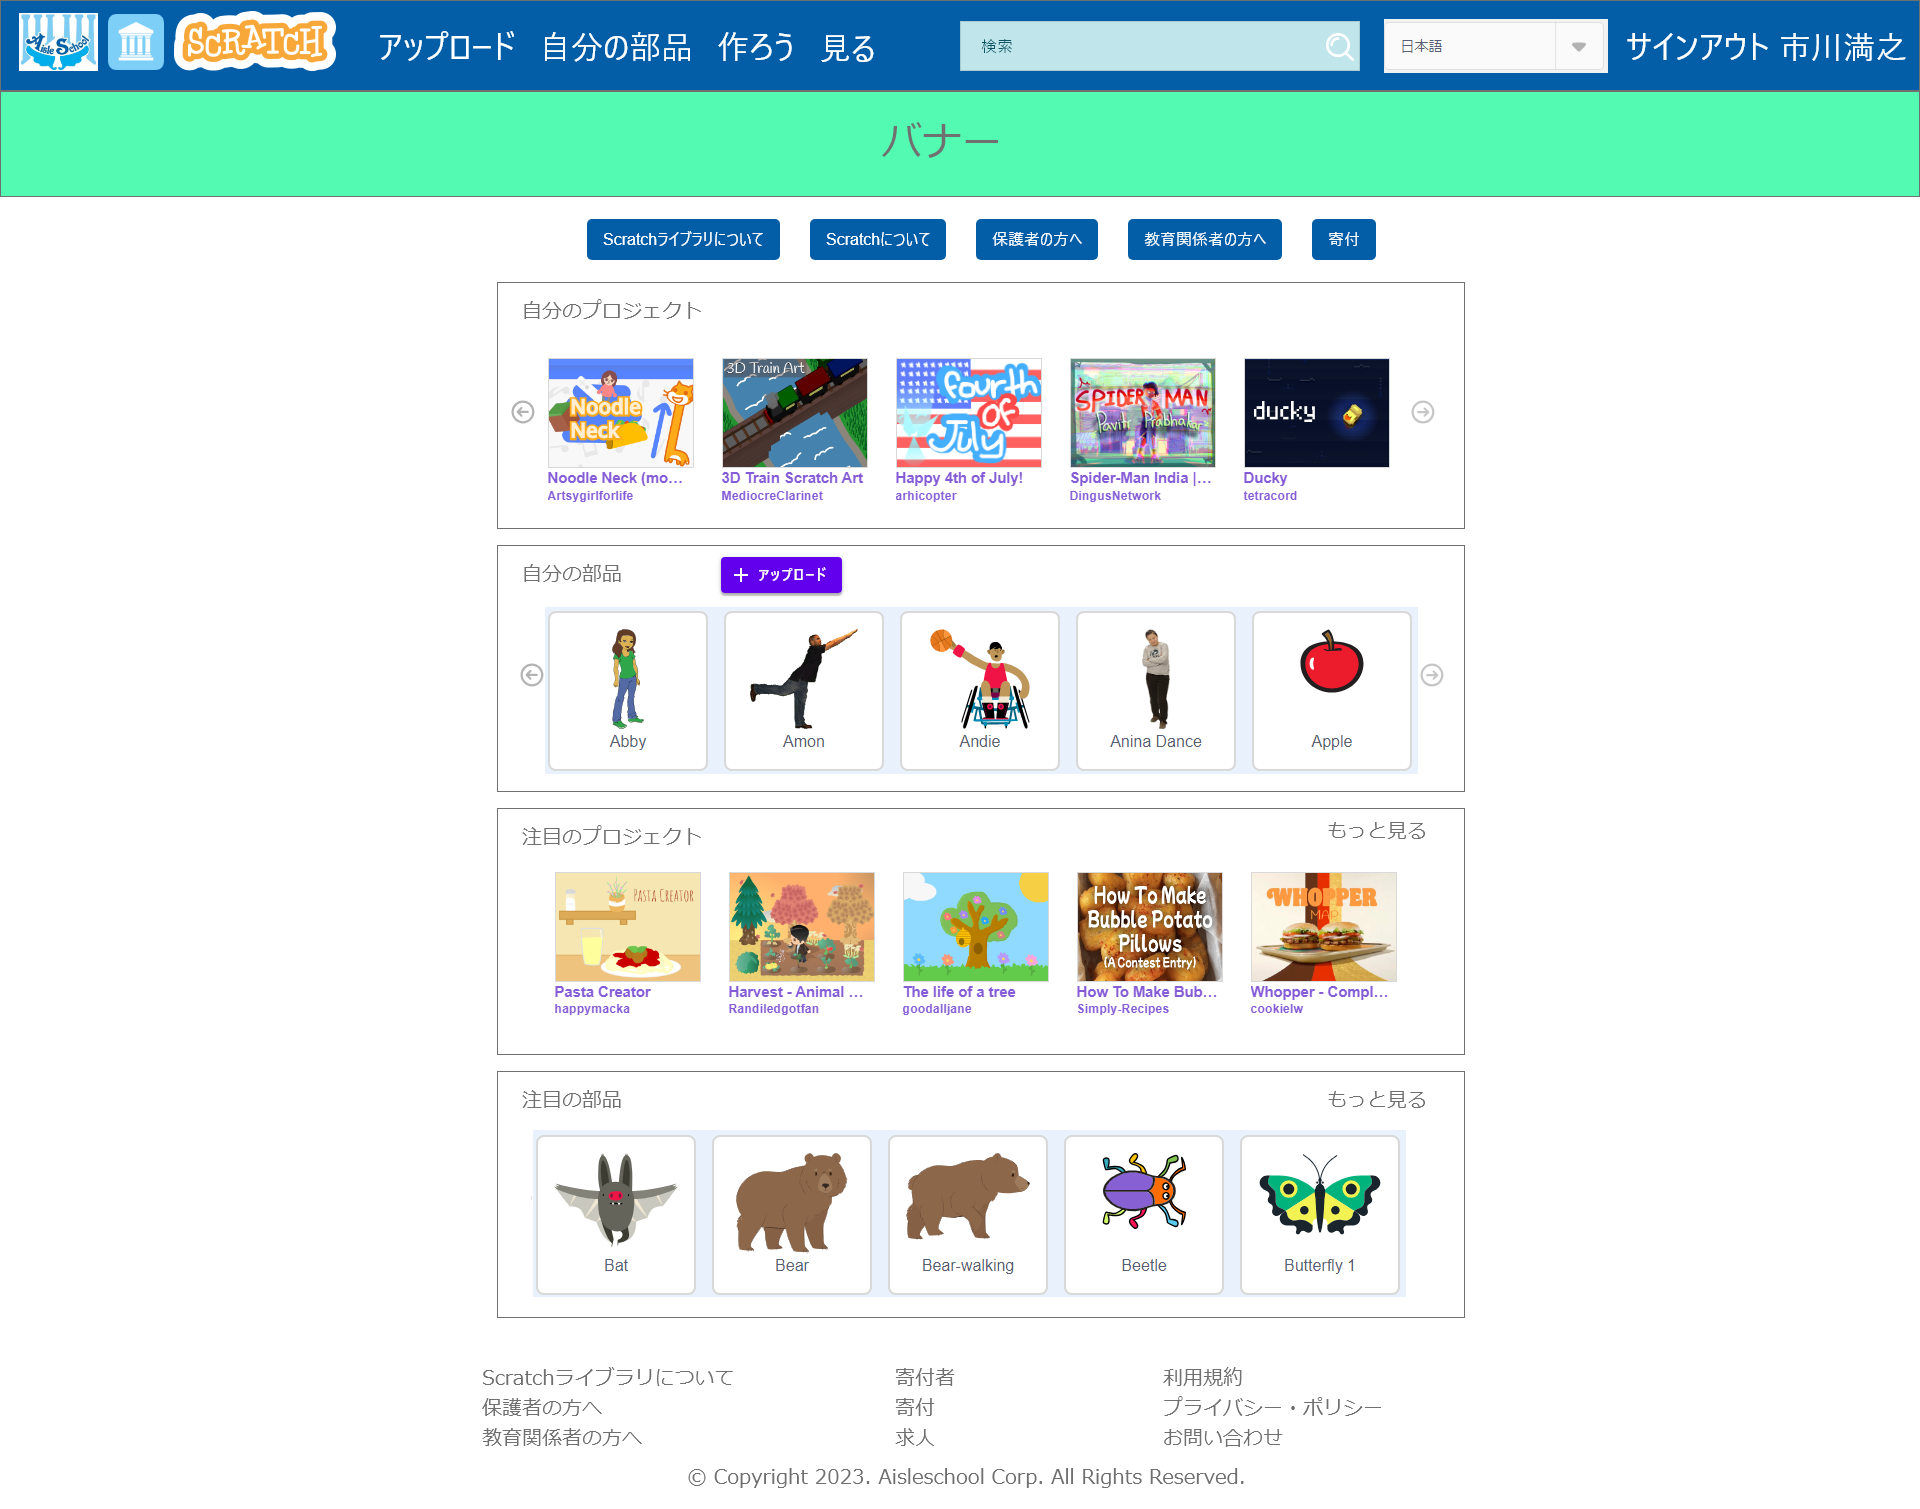 Aisle School
SCRATCH
アップロード 自分の部品 作ろう 見る
検索
日本語
サインアウト 市川満之
バナー
Scratchライブラリについて
Scratchについて
保護者の方へ
教育関係者の方へ
寄付
自分のプロジェクト
Noodle Neck
3D Train Art
fourth of July
SPIDER MAN
Pavitr Prabhakar
ducky
Noodle Neck (mo...
3D Train Scratch Art
Happy 4th of July!
Spider-Man India |...
Ducky
Artsygirlforlife
MediocreClarinet
arhicopter
DingusNetwork
tetracord
自分の部品
+ アップロード
Abby
Amon
Andie
Anina Dance
Apple
注目のプロジェクト
もっと見る
PASTA CREATOR
How To Make
Bubble Potato
Pillows
(A Contest Entry)
WHOPPER
MAP
Pasta Creator
Harvest - Animal ...
The life of a tree
How To Make Bub...
Whopper - Compl...
happymacka
Randiledgotfan
goodalljane
Simply-Recipes
cookielw
注目の部品
もっと見る
Bat
Bear
Bear-walking
Beetle
Butterfly 1
Scratchライブラリについて
保護者の方へ
教育関係者の方へ
寄付者
寄付
求人
利用規約
プライバシー・ポリシー
お問い合わせ
© Copyright 2023. Aisleschool Corp. All Rights Reserved.